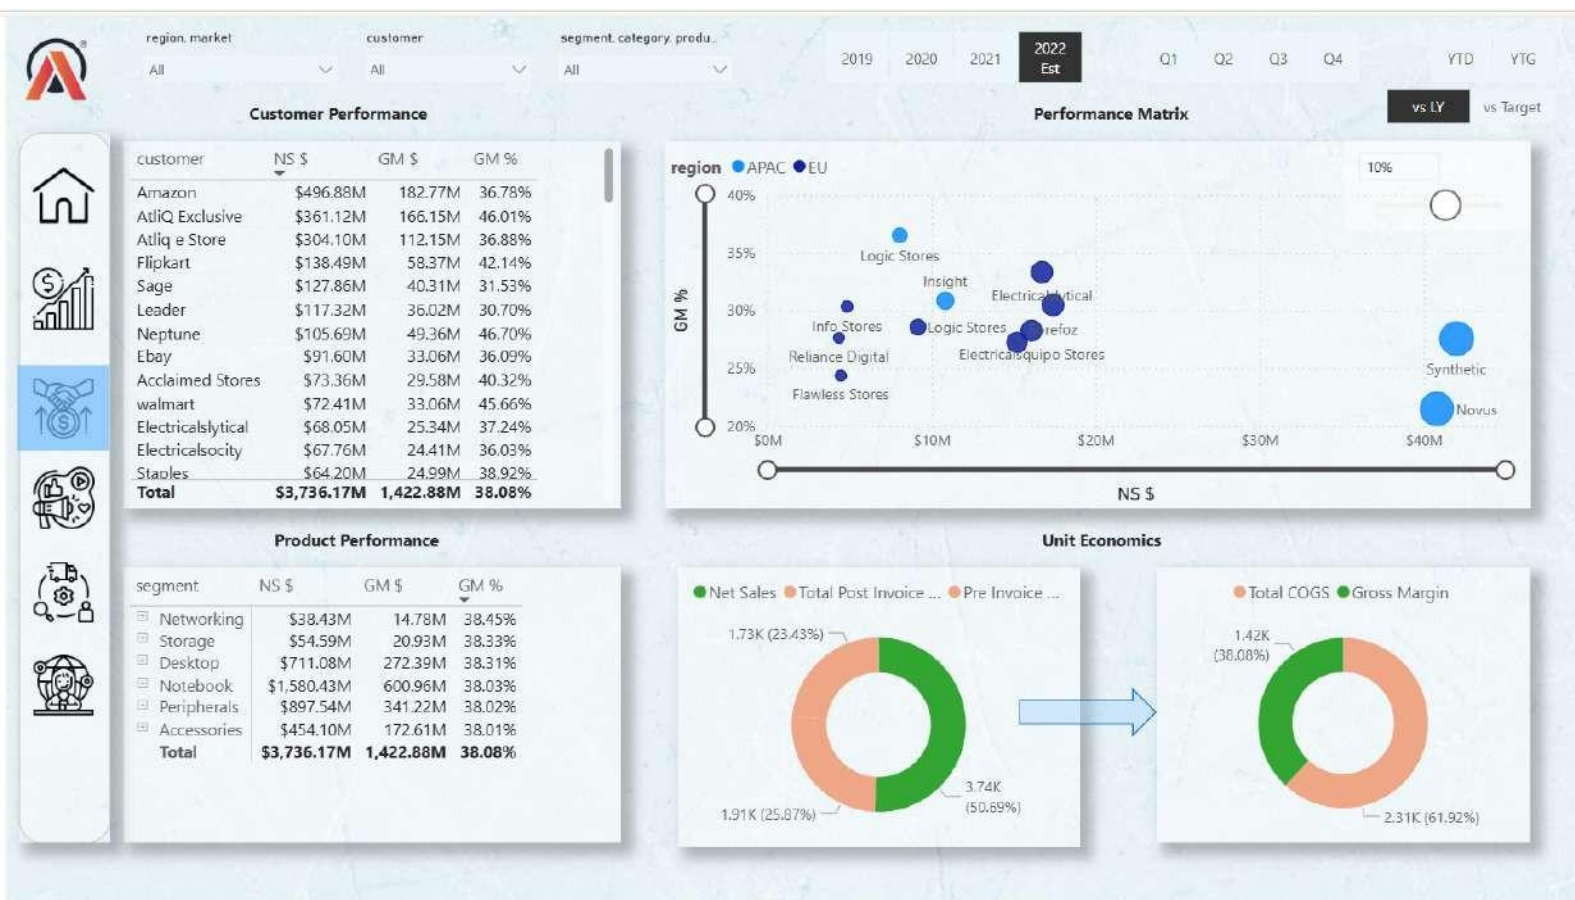 region, market customer segment, category, produ...
All All All
2019 2020 2021 2022 Est Q1 Q2 Q3 Q4 YTD YTG
vs LY vs Target
Customer Performance
customer NS $ GM $ GM %
Amazon $496.88M 182.77M 36.78%
AtliQ Exclusive $361.12M 166.15M 46.01%
Atliq e Store $304.10M 112.15M 36.88%
Flipkart $138.49M 58.37M 42.14%
Sage $127.86M 40.31M 31.53%
Leader $117.32M 36.02M 30.70%
Neptune $105.69M 49.36M 46.70%
Ebay $91.60M 33.06M 36.09%
Acclaimed Stores $73.36M 29.58M 40.32%
walmart $72.41M 33.06M 45.66%
Electricalslytical $68.05M 25.34M 37.24%
Electricalsocity $67.76M 24.41M 36.03%
Staples $64.20M 24.99M 38.92%
Total $3,736.17M 1,422.88M 38.08%
Performance Matrix
region APAC EU
10%
GM %
40%
35%
30%
25%
20%
Logic Stores
Insight
Info Stores
Logic Stores
Reliance Digital
Flawless Stores
Synthetic
Novus
$0M $10M $20M $30M $40M
NS $
Product Performance
segment NS $ GM $ GM %
Networking $38.43M 14.78M 38.45%
Storage $54.59M 20.93M 38.33%
Desktop $711.08M 272.39M 38.31%
Notebook $1,580.43M 600.96M 38.03%
Peripherals $897.54M 341.22M 38.02%
Accessories $454.10M 172.61M 38.01%
Total $3,736.17M 1,422.88M 38.08%
Unit Economics
Net Sales Total Post Invoice ... Pre Invoice ...
1.73K (23.43%)
3.74K
(50.69%)
1.91K (25.87%)
Total COGS Gross Margin
1.42K
(38.08%)
2.31K (61.92%)